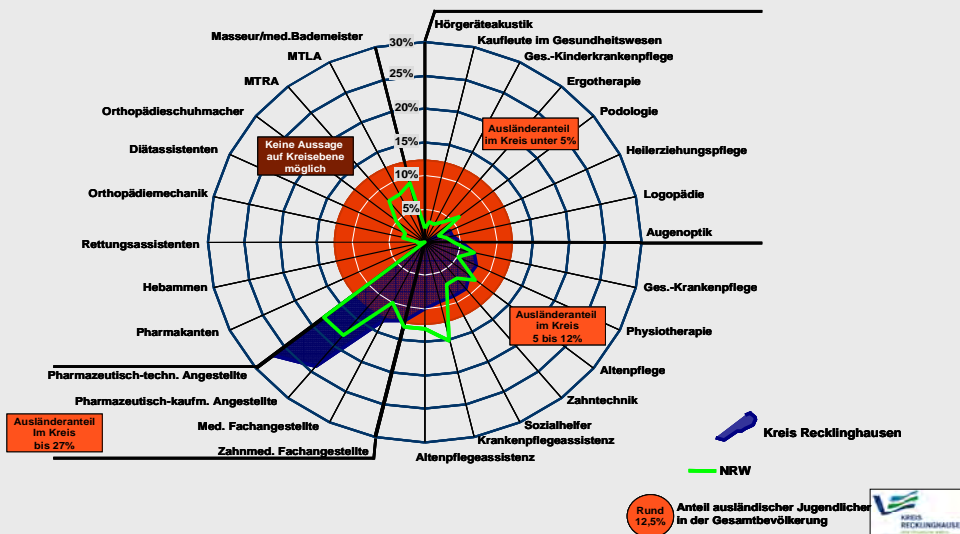 Hörgeräteakustik
Masseur/med.Bademeister
Kaufleute im Gesundheitswesen
30%
MTLA
Ges.-Kinderkrankenpflege
25%
MTRA
Ergotherapie
20%
Orthopädieschuhmacher
Podologie
Ausländeranteil
im Kreis unter 5%
Keine Aussage
auf Kreisebene
möglich
15%
Diätassistenten
Heilerziehungspflege
10%
Orthopädiemechanik
Logopädie
5%
Augenoptik
Rettungsassistenten
Hebammen
Ges.-Krankenpflege
Ausländeranteil
im Kreis
5 bis 12%
Pharmakanten
Physiotherapie
Pharmazeutisch-techn. Angestellte
Altenpflege
Pharmazeutisch-kaufm. Angestellte
Zahntechnik
Ausländeranteil
Im Kreis
bis 27%
Med. Fachangestellte
Sozialhelfer
Krankenpflegeassistenz
Zahnmed. Fachangestellte
Altenpflegeassistenz
Kreis Recklinghausen
NRW
Rund
12,5%
Anteil ausländischer Jugendlicher
in der Gesamtbevölkerung
KREIS
RECKLINGHAUSE